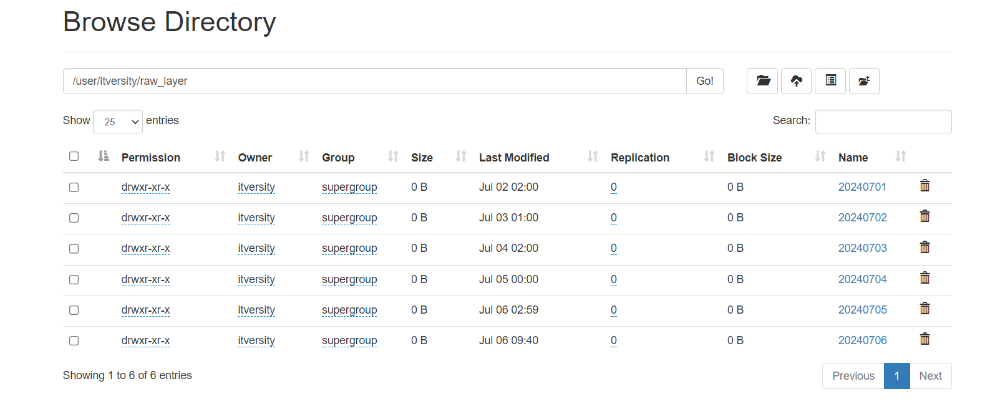 Browse Directory
/user/itversity/raw_layer Go!
Show 25 entries Search:
Permission Owner Group Size Last Modified Replication Block Size Name
drwxr-xr-x itversity supergroup 0 B Jul 02 02:00 0 0 B 20240701
drwxr-xr-x itversity supergroup 0 B Jul 03 01:00 0 0 B 20240702
drwxr-xr-x itversity supergroup 0 B Jul 04 02:00 0 0 B 20240703
drwxr-xr-x itversity supergroup 0 B Jul 05 00:00 0 0 B 20240704
drwxr-xr-x itversity supergroup 0 B Jul 06 02:59 0 0 B 20240705
drwxr-xr-x itversity supergroup 0 B Jul 06 09:40 0 0 B 20240706
Showing 1 to 6 of 6 entries Previous 1 Next